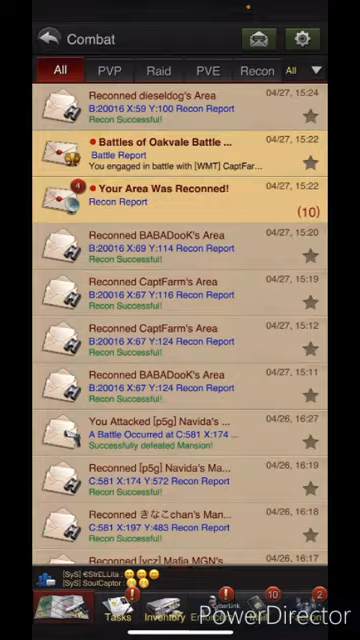 Combat
All PVP Raid PVE Recon All
Reconned dieseldog's Area 04/27, 15:24
B:20016 X:59 Y:100 Recon Report
Recon Successful!
Battles of Oakvale Battle ... 04/27, 15:22
Battle Report
You engaged in battle with [WMT] CaptFar...
4
Your Area Was Reconned! 04/27, 15:22
Recon Report
(10)
Reconned BABADooK's Area 04/27, 15:20
B:20016 X:69 Y:114 Recon Report
Recon Successful!
Reconned CaptFarm's Area 04/27, 15:19
B:20016 X:67 Y:116 Recon Report
Recon Successful!
Reconned CaptFarm's Area 04/27, 15:12
B:20016 X:67 Y:124 Recon Report
Recon Successful!
Reconned BABADooK's Area 04/27, 15:11
B:20016 X:67 Y:124 Recon Report
Recon Successful!
You Attacked [p5g] Navida's ... 04/26, 16:27
A Battle Occurred at C:581 X:174 ...
Successfully defeated Mansion!
Reconned [p5g] Navida's Ma... 04/26, 16:19
C:581 X:174 Y:572 Recon Report
Recon Successful!
Reconned きなこchan's Man... 04/26, 16:18
C:581 X:197 Y:483 Recon Report
Recon Successful!
Reconned [vcz] Mafia MGN's 04/26, 16:17
[SyS] €StrELLita :
[SyS] SoulCaptor :
! ! 10 2
Tasks Inventory
PowerDirector